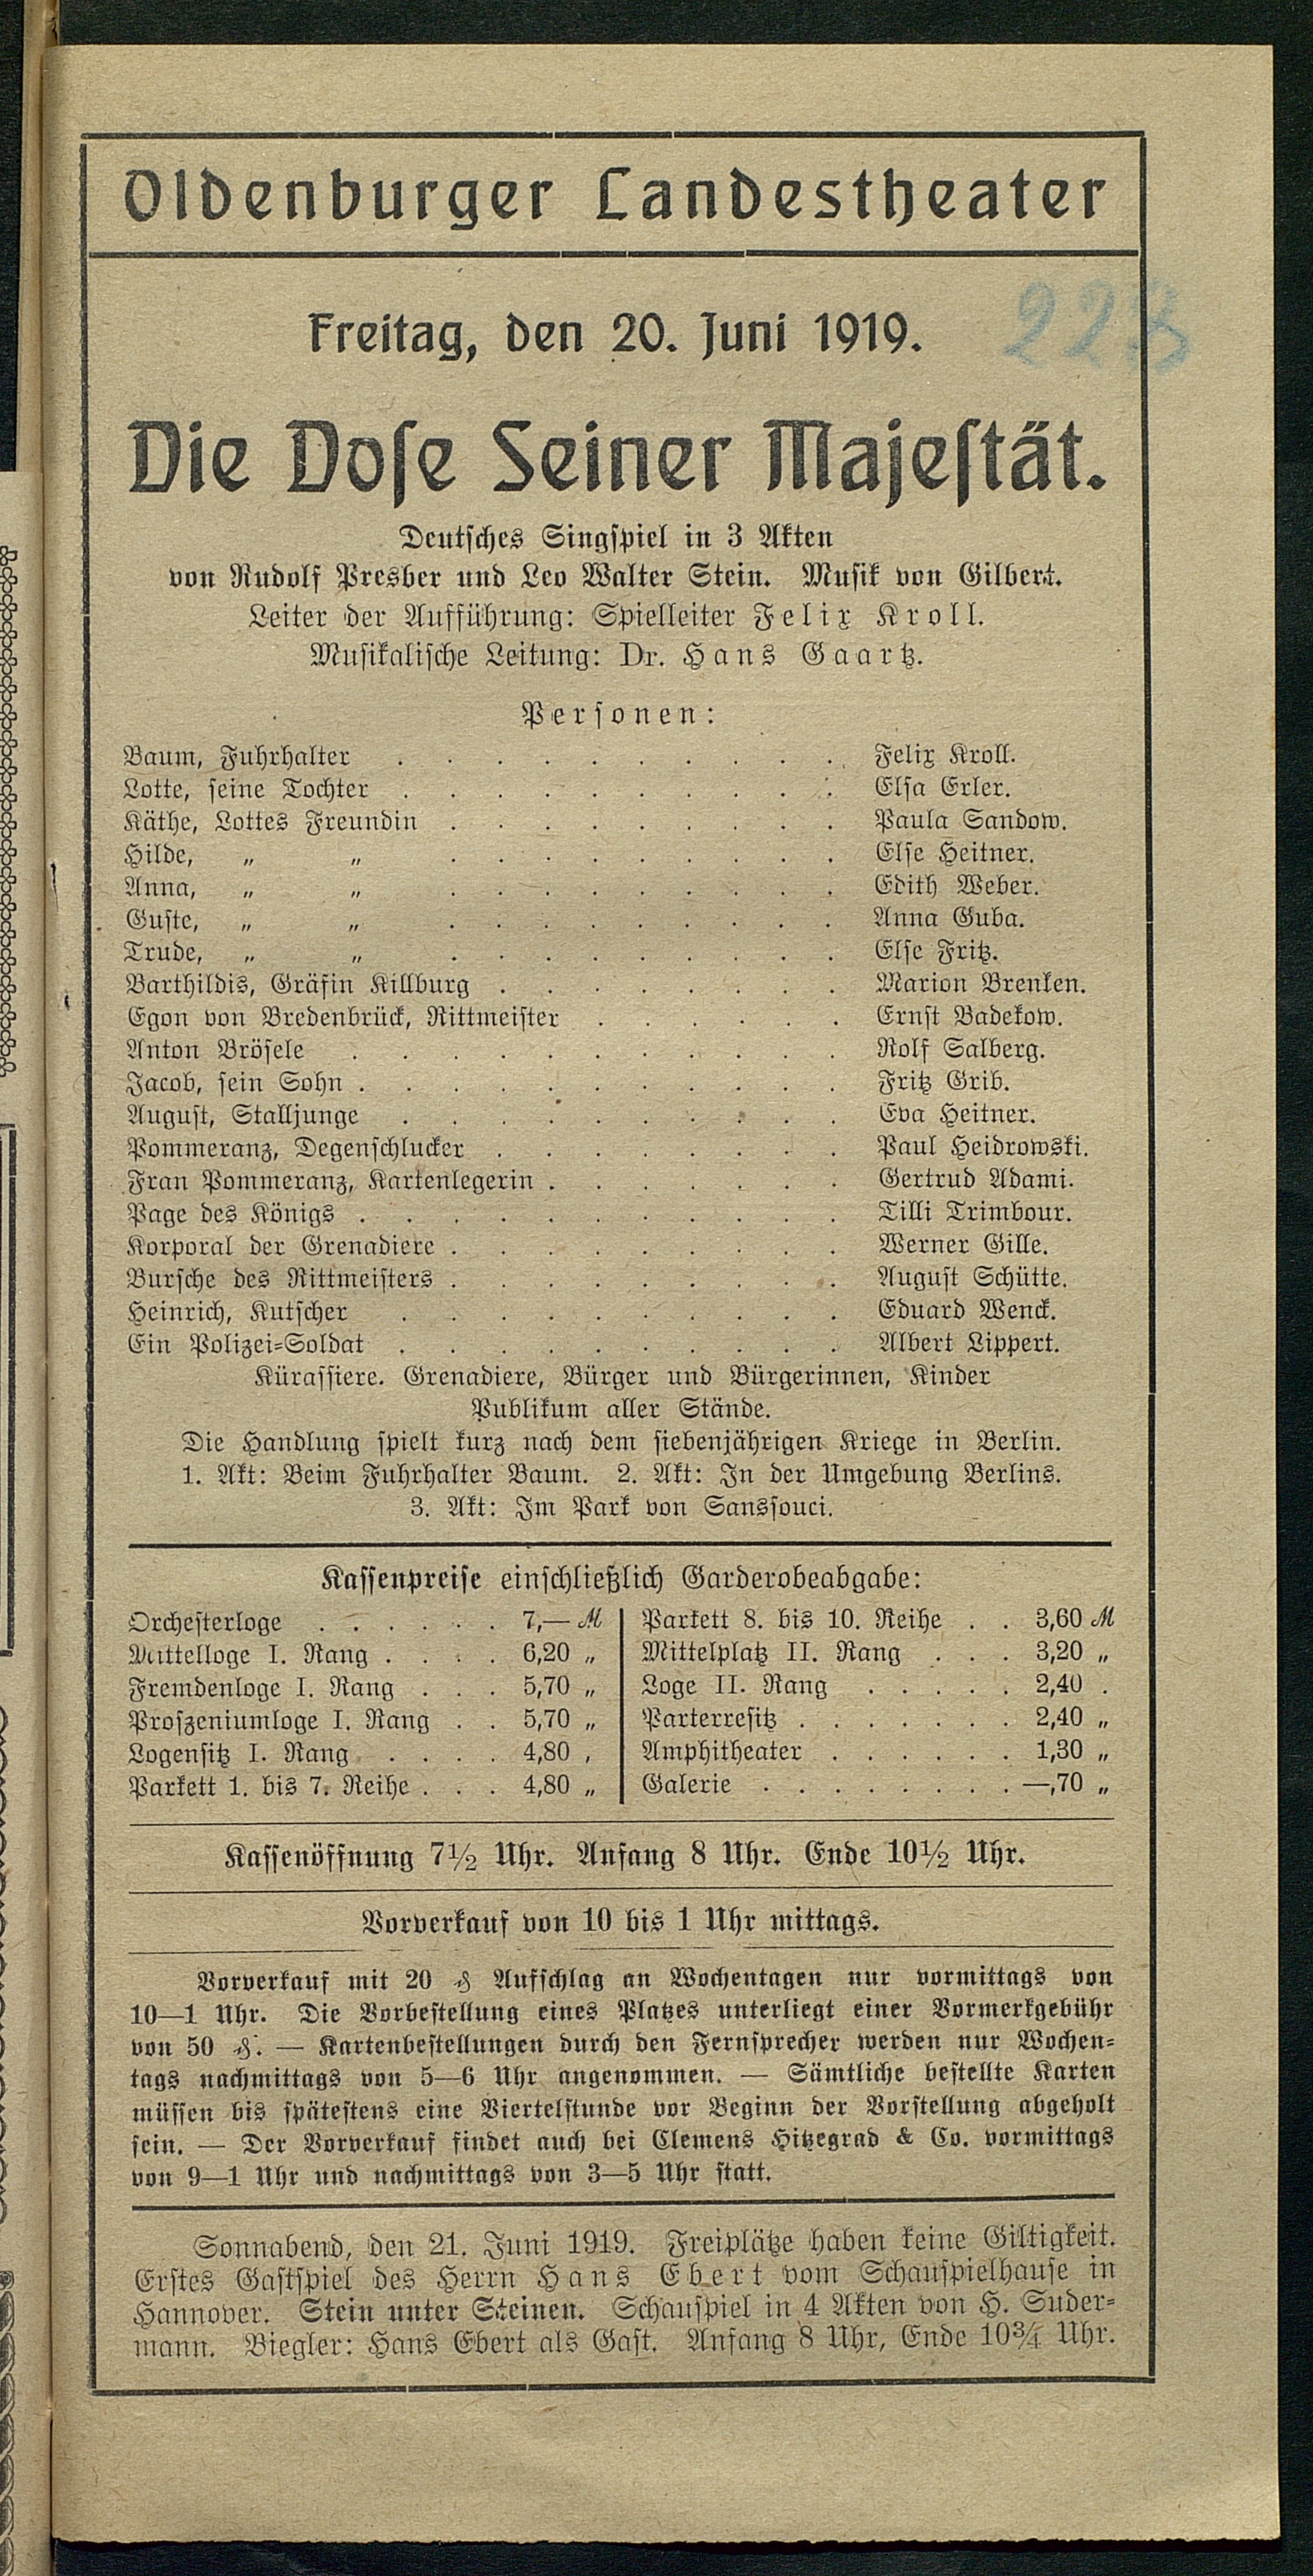 Oldenburger Landestheater
223
Freitag, den 20. Juni 1919.
Die Dose Seiner Majestät.
Deutsches Singspiel in 3 Akten
von Rudolf Presber und Leo Walter Stein. Musik von Gilbert.
Leiter der Aufführung: Spielleiter Felix Kroll.
Musikalische Leitung: Dr. Hans Gaartz.
Personen:
Baum, Fuhrhalter . . . . . . . . . . Felix Kroll.
Lotte, seine Tochter . . . . . . . . . . Elsa Erler.
Käthe, Lottes Freundin . . . . . . . . . Paula Sandow.
Hilde, „ „ . . . . . . . . . Else Heitner.
Anna, „ „ . . . . . . . . . Edith Weber.
Guste, „ „ . . . . . . . . . Anna Guba.
Trude, „ „ . . . . . . . . . Else Fritz.
Barthildis, Gräfin Killburg . . . . . . . . Marion Brenken.
Egon von Bredenbrück, Rittmeister . . . . . . Ernst Badekow.
Anton Brösele . . . . . . . . . . . Rolf Salberg.
Jacob, sein Sohn . . . . . . . . . . . Fritz Grib.
August, Stalljunge . . . . . . . . . . Eva Heitner.
Pommeranz, Degenschlucker . . . . . . . . Paul Heidrowski.
Fran Pommeranz, Kartenlegerin . . . . . . . Gertrud Adami.
Page des Königs . . . . . . . . . . . Tilli Trimbour.
Korporal der Grenadiere . . . . . . . . . Werner Gille.
Bursche des Rittmeisters . . . . . . . . . August Schütte.
Heinrich, Kutscher . . . . . . . . . . Eduard Wenck.
Ein Polizei-Soldat . . . . . . . . . . Albert Lippert.
Kürassiere. Grenadiere, Bürger und Bürgerinnen, Kinder
Publikum aller Stände.
Die Handlung spielt kurz nach dem siebenjährigen Kriege in Berlin.
1. Akt: Beim Fuhrhalter Baum. 2. Akt: In der Umgebung Berlins.
3. Akt: Im Park von Sanssouci.
Kassenpreise einschließlich Garderobeabgabe:
Orchesterloge . . . . . . 7,— ℳ
Mittelloge I. Rang . . . . 6,20 „
Fremdenloge I. Rang . . . 5,70 „
Proszeniumloge I. Rang . . 5,70 „
Logensitz I. Rang . . . . 4,80 ,
Parkett 1. bis 7. Reihe . . . 4,80 „
Parkett 8. bis 10. Reihe . . 3,60 ℳ
Mittelplatz II. Rang . . . 3,20 „
Loge II. Rang . . . . . 2,40 .
Parterresitz . . . . . . . 2,40 „
Amphitheater . . . . . . 1,30 „
Galerie . . . . . . . . —,70 „
Kassenöffnung 7½ Uhr. Anfang 8 Uhr. Ende 10½ Uhr.
Vorverkauf von 10 bis 1 Uhr mittags.
Vorverkauf mit 20 ₰ Aufschlag an Wochentagen nur vormittags von
10—1 Uhr. Die Vorbestellung eines Platzes unterliegt einer Vormerkgebühr
von 50 ₰. — Kartenbestellungen durch den Fernsprecher werden nur Wochen-
tags nachmittags von 5—6 Uhr angenommen. — Sämtliche bestellte Karten
müssen bis spätestens eine Viertelstunde vor Beginn der Vorstellung abgeholt
sein. — Der Vorverkauf findet auch bei Clemens Hitzegrad & Co. vormittags
von 9—1 Uhr und nachmittags von 3—5 Uhr statt.
Sonnabend, den 21. Juni 1919. Freiplätze haben keine Giltigkeit.
Erstes Gastspiel des Herrn Hans Ebert vom Schauspielhause in
Hannover. Stein unter Steinen. Schauspiel in 4 Akten von H. Suder-
mann. Biegler: Hans Ebert als Gast. Anfang 8 Uhr, Ende 10¾ Uhr.